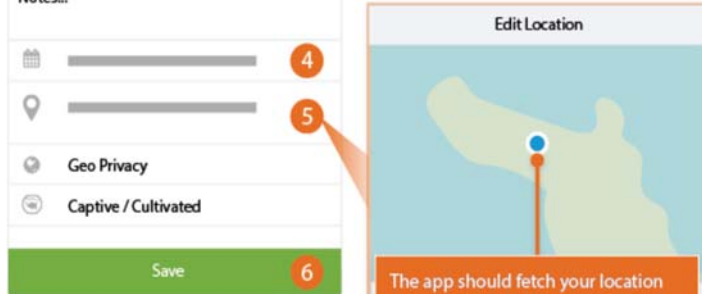 Notes...
4
5
Geo Privacy
Captive / Cultivated
Save
6
Edit Location
The app should fetch your location